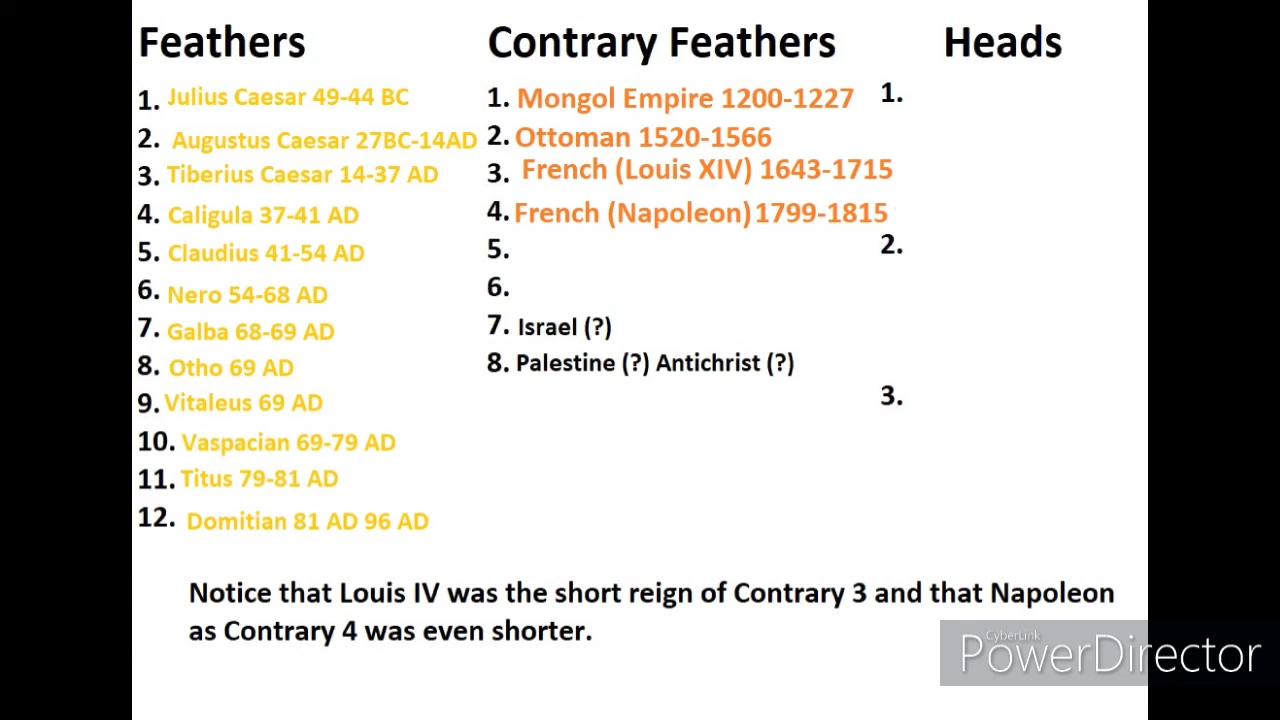 Feathers
1. Julius Caesar 49-44 BC
2. Augustus Caesar 27BC-14AD
3. Tiberius Caesar 14-37 AD
4. Caligula 37-41 AD
5. Claudius 41-54 AD
6. Nero 54-68 AD
7. Galba 68-69 AD
8. Otho 69 AD
9. Vitaleus 69 AD
10. Vaspacian 69-79 AD
11. Titus 79-81 AD
12. Domitian 81 AD 96 AD
Contrary Feathers
1. Mongol Empire 1200-1227
2. Ottoman 1520-1566
3. French (Louis XIV) 1643-1715
4. French (Napoleon) 1799-1815
5.
6.
7. Israel (?)
8. Palestine (?) Antichrist (?)
Heads
1.
2.
3.
Notice that Louis IV was the short reign of Contrary 3 and that Napoleon
as Contrary 4 was even shorter.
CyberLink
PowerDirector